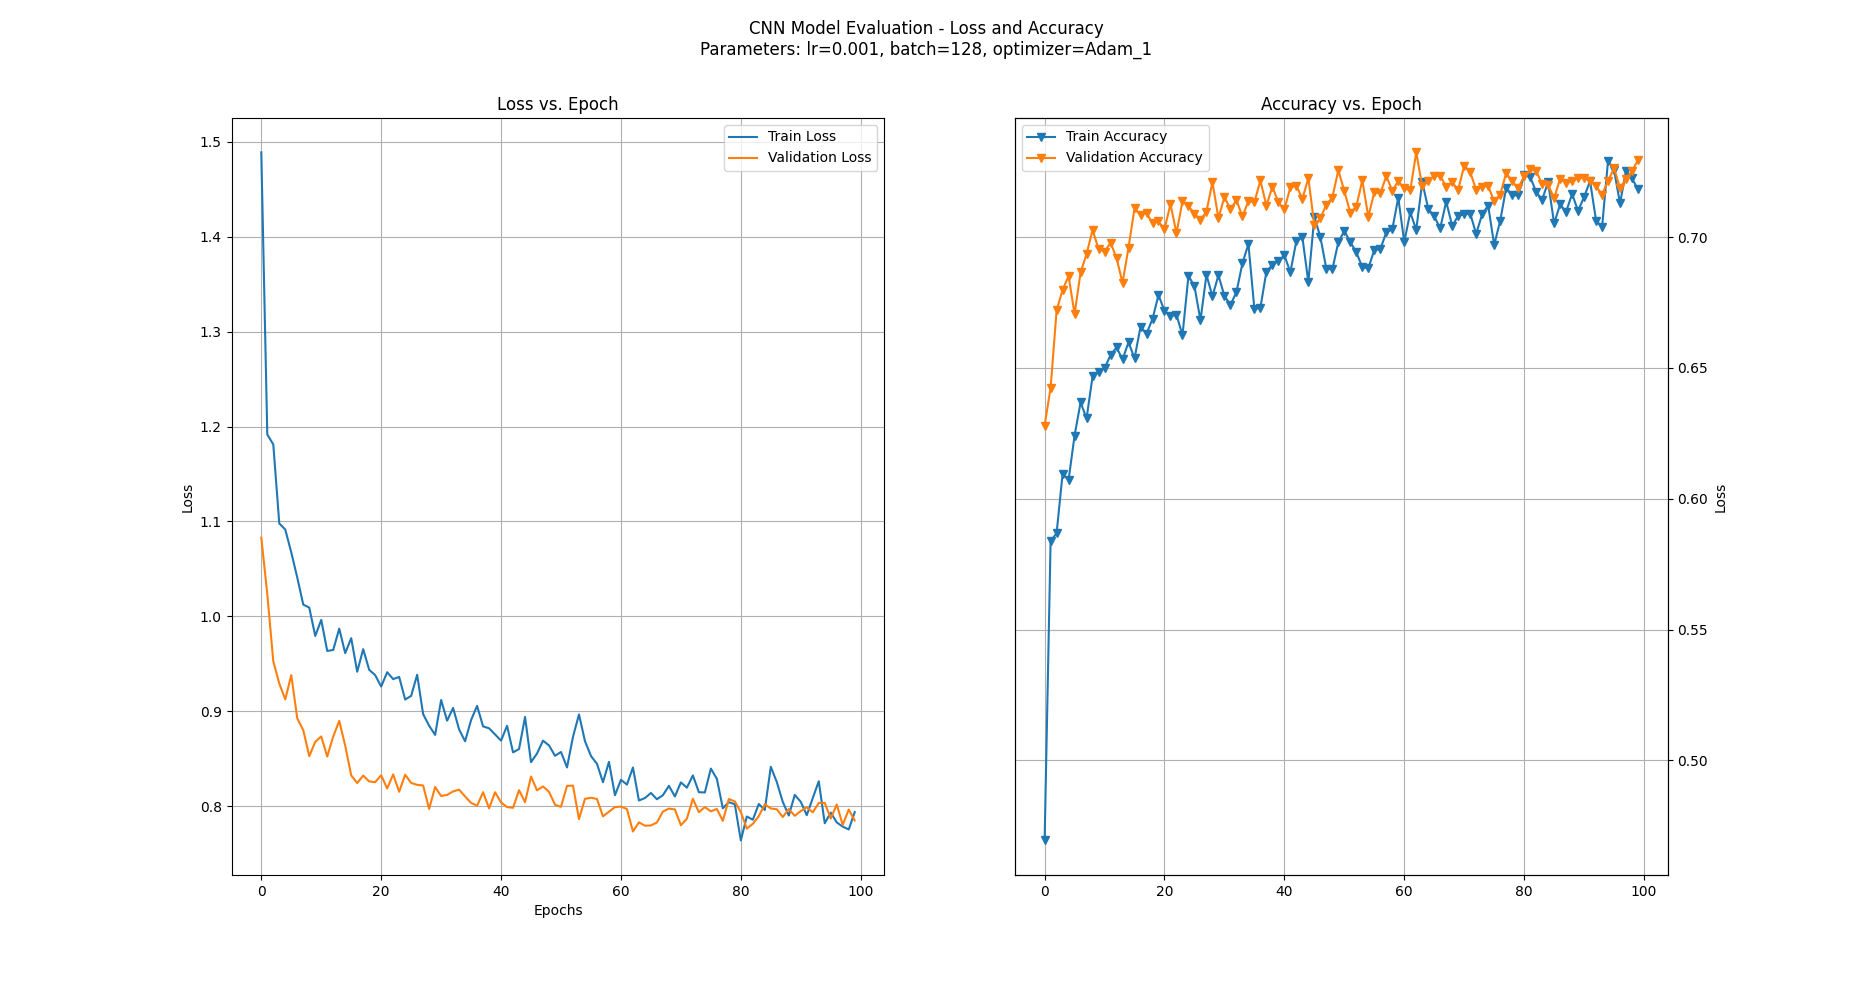 CNN Model Evaluation - Loss and Accuracy
Parameters: lr=0.001, batch=128, optimizer=Adam_1
Loss vs. Epoch
Train Loss
Validation Loss
1.5
1.4
1.3
1.2
1.1
1.0
0.9
0.8
Loss
0
20
40
60
80
100
Epochs
Accuracy vs. Epoch
Train Accuracy
Validation Accuracy
0.70
0.65
0.60
0.55
0.50
Loss
0
20
40
60
80
100